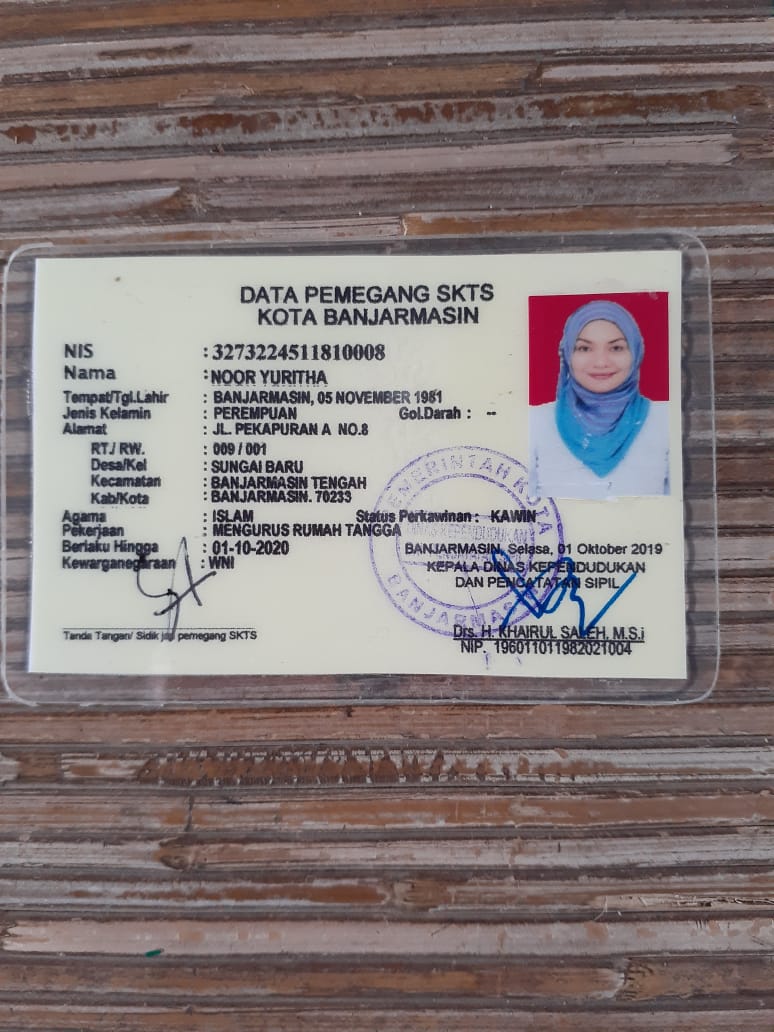 DATA PEMEGANG SKTS
KOTA BANJARMASIN
NIS : 3273224511810008
Nama : NOOR YURITHA
Tempat/Tgl.Lahir : BANJARMASIN, 05 NOVEMBER 1981
Jenis Kelamin : PEREMPUAN Gol.Darah : --
Alamat : JL. PEKAPURAN A NO.8
RT./ RW. : 009 / 001
Desa/Kel : SUNGAI BARU
Kecamatan : BANJARMASIN TENGAH
Kab/Kota : BANJARMASIN. 70233
Agama : ISLAM Status Perkawinan : KAWIN
Pekerjaan : MENGURUS RUMAH TANGGA
Berlaku Hingga : 01-10-2020
Kewarganegaraan : WNI
BANJARMASIN, Selasa, 01 Oktober 2019
KEPALA DINAS KEPENDUDUKAN
DAN PENCATATAN SIPIL
PEMERINTAH KOTA
DINAS KEPENDUDUKAN
BANJARMASIN
Tanda Tangan/ Sidik jari pemegang SKTS
Drs. H. KHAIRUL SALEH, M.S.i
NIP. 196011011982021004